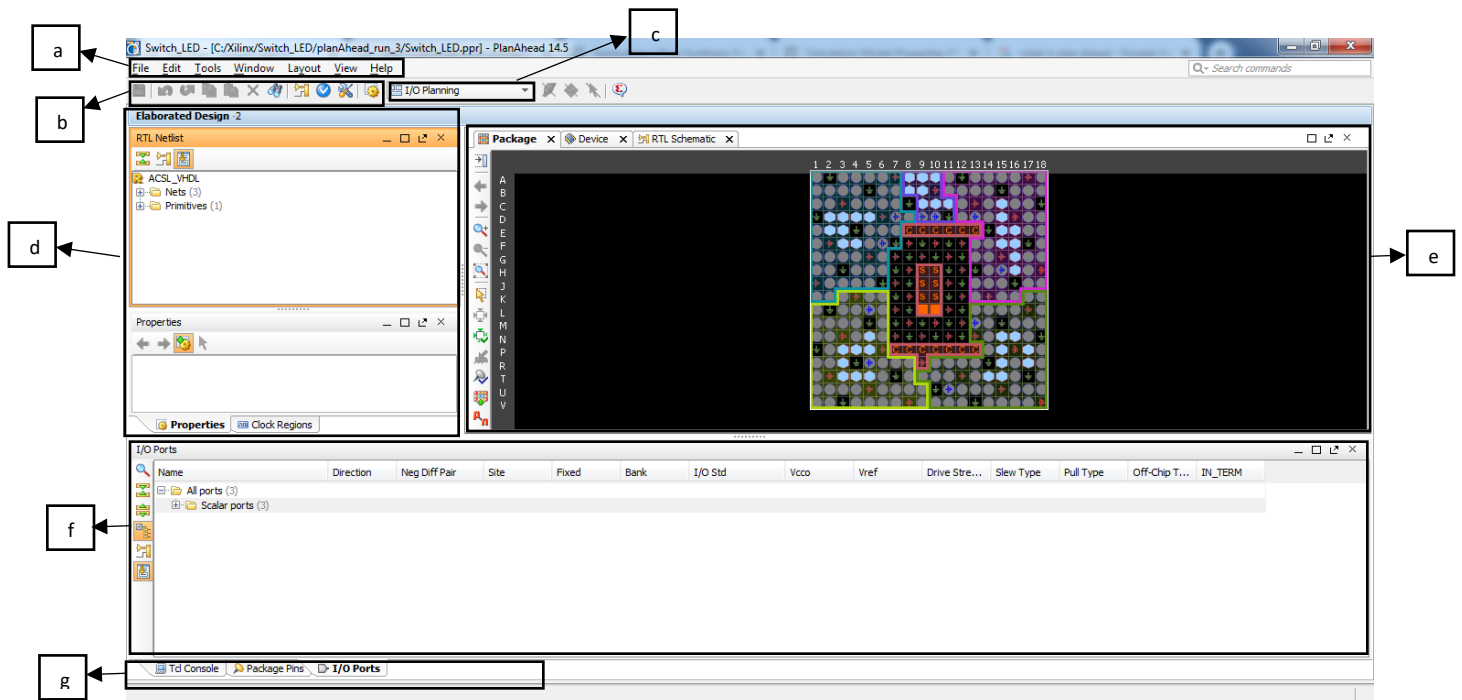 a
c
Switch_LED - [C:/Xilinx/Switch_LED/planAhead_run_3/Switch_LED.ppr] - PlanAhead 14.5
File Edit Tools Window Layout View Help
Search commands
b
I/O Planning
Elaborated Design -2
RTL Netlist
ACSL_VHDL
Nets (3)
Primitives (1)
Package Device RTL Schematic
1 2 3 4 5 6 7 8 9 10 11 12 13 14 15 16 17 18
A
B
C
D
E C C C C C C
F
G
H S S
J S S
K S S
L
M
N
P C C C C C C C
R
T
U
V
d
e
Properties
Properties Clock Regions
I/O Ports
Name Direction Neg Diff Pair Site Fixed Bank I/O Std Vcco Vref Drive Stre... Slew Type Pull Type Off-Chip T... IN_TERM
All ports (3)
Scalar ports (3)
f
g
Tcl Console Package Pins I/O Ports